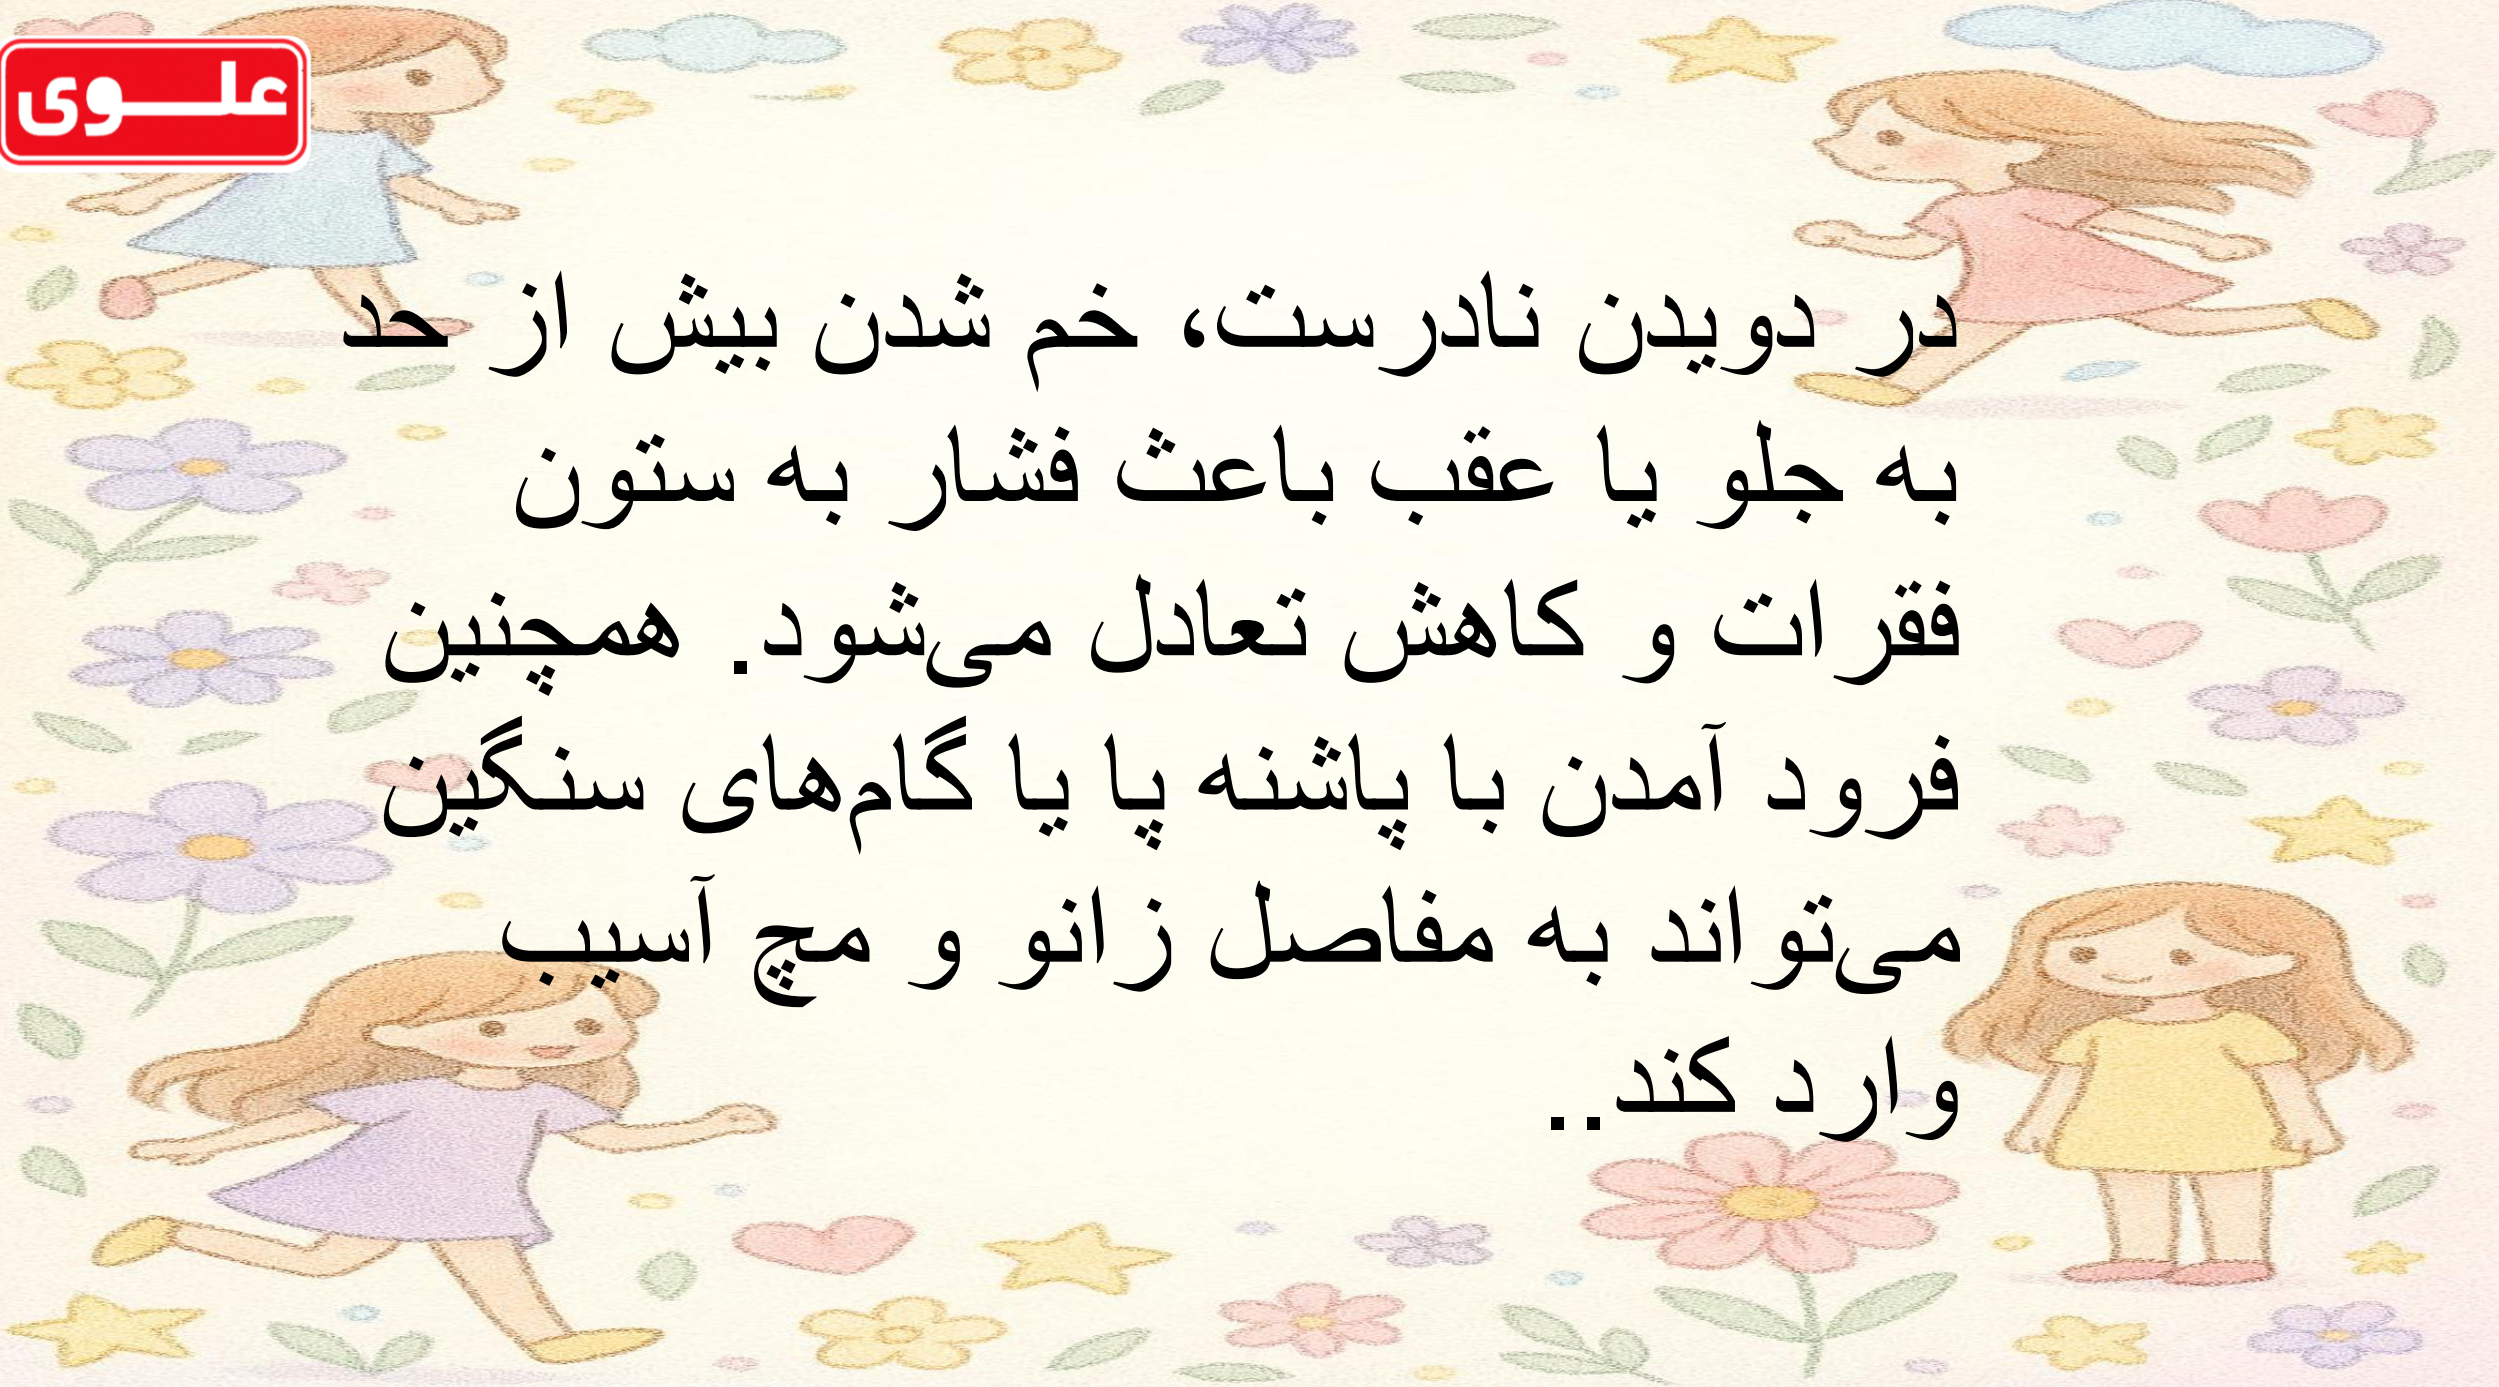 علوی
در دویدن نادرست، خم شدن بیش از حد
به جلو یا عقب باعث فشار به ستون
فقرات و کاهش تعادل می‌شود. همچنین
فرود آمدن با پاشنه پا یا گام‌های سنگین
می‌تواند به مفاصل زانو و مچ آسیب
وارد کند..